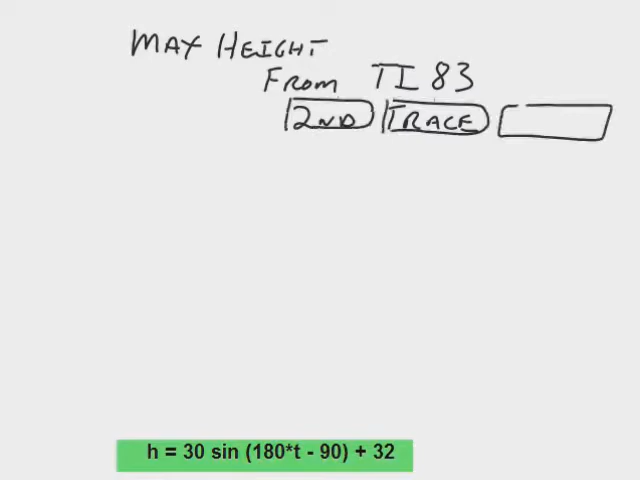 MAX HEIGHT
FROM TI 83
2ND TRACE
h = 30 sin (180*t - 90) + 32